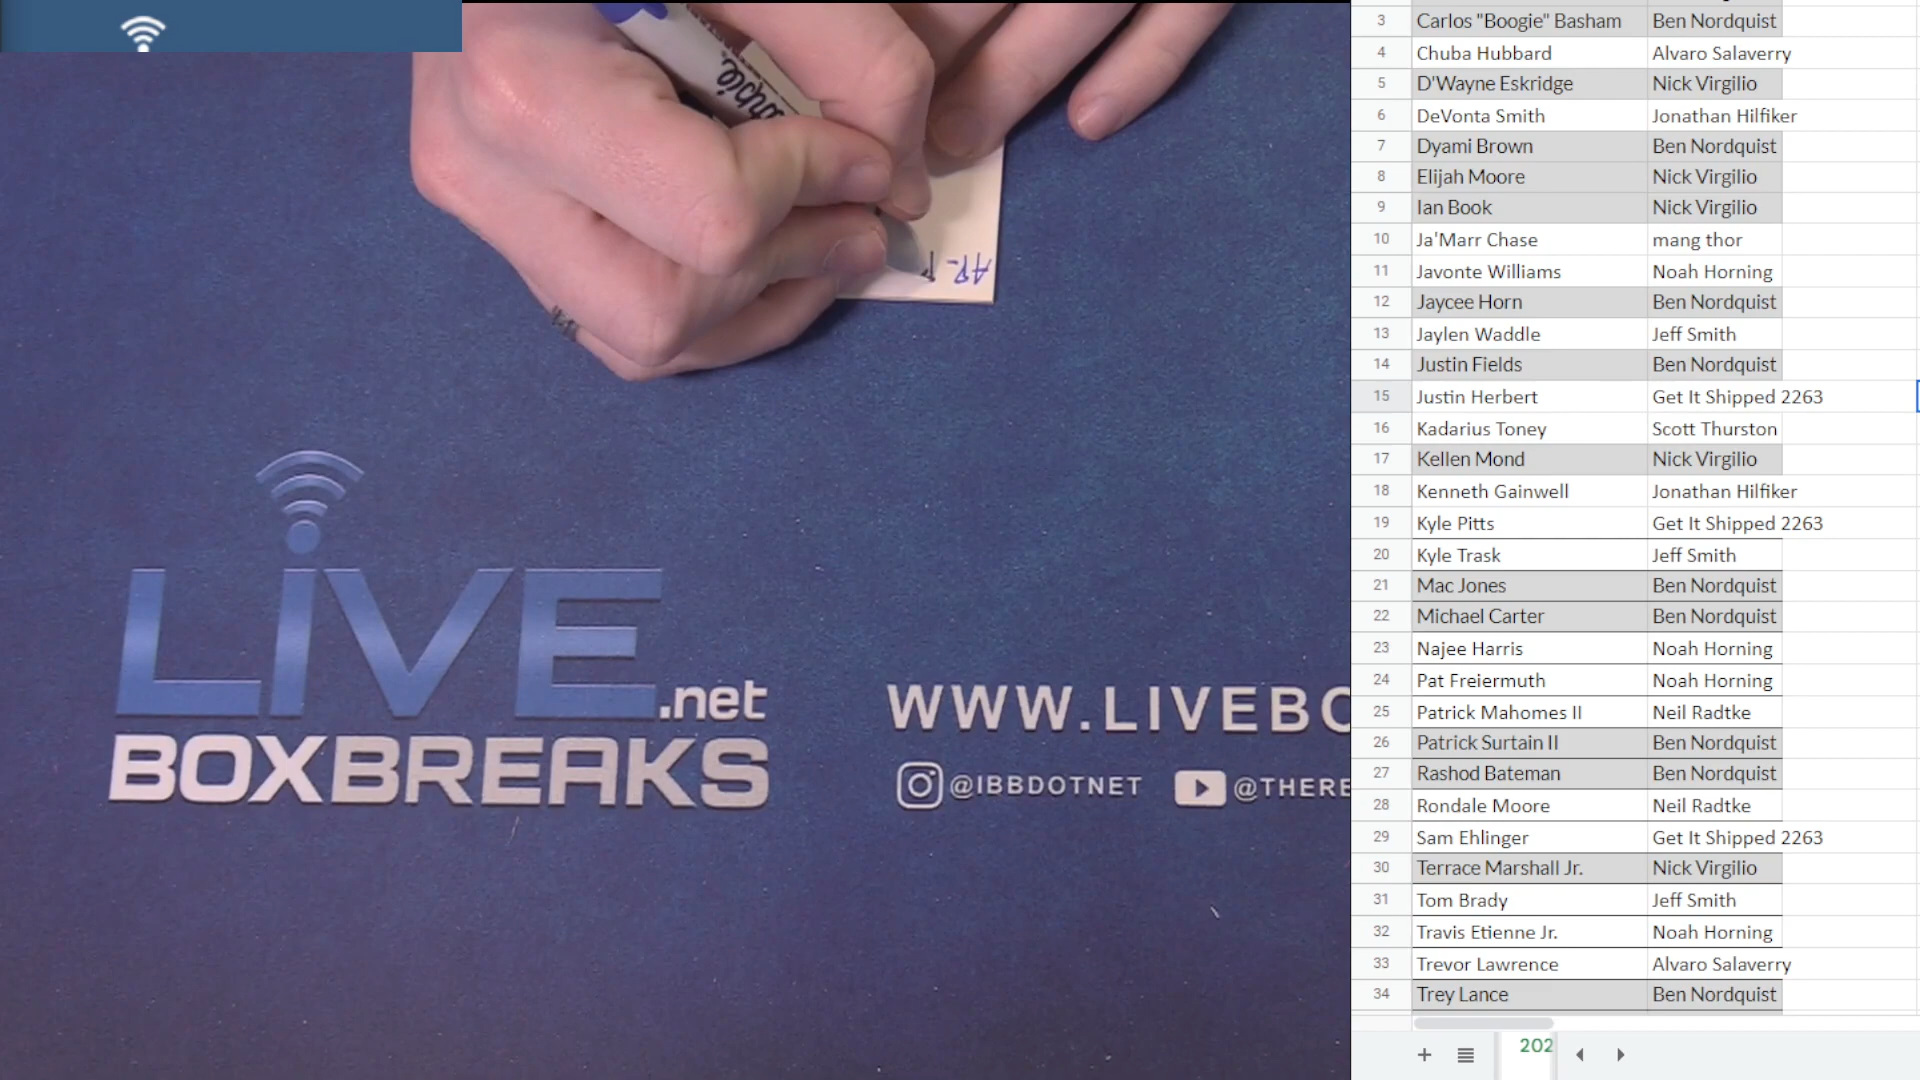 3 Carlos "Boogie" Basham Ben Nordquist
4 Chuba Hubbard Alvaro Salaverry
5 D'Wayne Eskridge Nick Virgilio
6 DeVonta Smith Jonathan Hilfiker
7 Dyami Brown Ben Nordquist
8 Elijah Moore Nick Virgilio
9 Ian Book Nick Virgilio
10 Ja'Marr Chase mang thor
11 Javonte Williams Noah Horning
12 Jaycee Horn Ben Nordquist
13 Jaylen Waddle Jeff Smith
14 Justin Fields Ben Nordquist
15 Justin Herbert Get It Shipped 2263
16 Kadarius Toney Scott Thurston
17 Kellen Mond Nick Virgilio
18 Kenneth Gainwell Jonathan Hilfiker
19 Kyle Pitts Get It Shipped 2263
20 Kyle Trask Jeff Smith
21 Mac Jones Ben Nordquist
22 Michael Carter Ben Nordquist
23 Najee Harris Noah Horning
24 Pat Freiermuth Noah Horning
25 Patrick Mahomes II Neil Radtke
26 Patrick Surtain II Ben Nordquist
27 Rashod Bateman Ben Nordquist
28 Rondale Moore Neil Radtke
29 Sam Ehlinger Get It Shipped 2263
30 Terrace Marshall Jr. Nick Virgilio
31 Tom Brady Jeff Smith
32 Travis Etienne Jr. Noah Horning
33 Trevor Lawrence Alvaro Salaverry
34 Trey Lance Ben Nordquist
202
LIVE
.net
BOXBREAKS
WWW.LIVEBO
@IBBDOTNET
@THERE